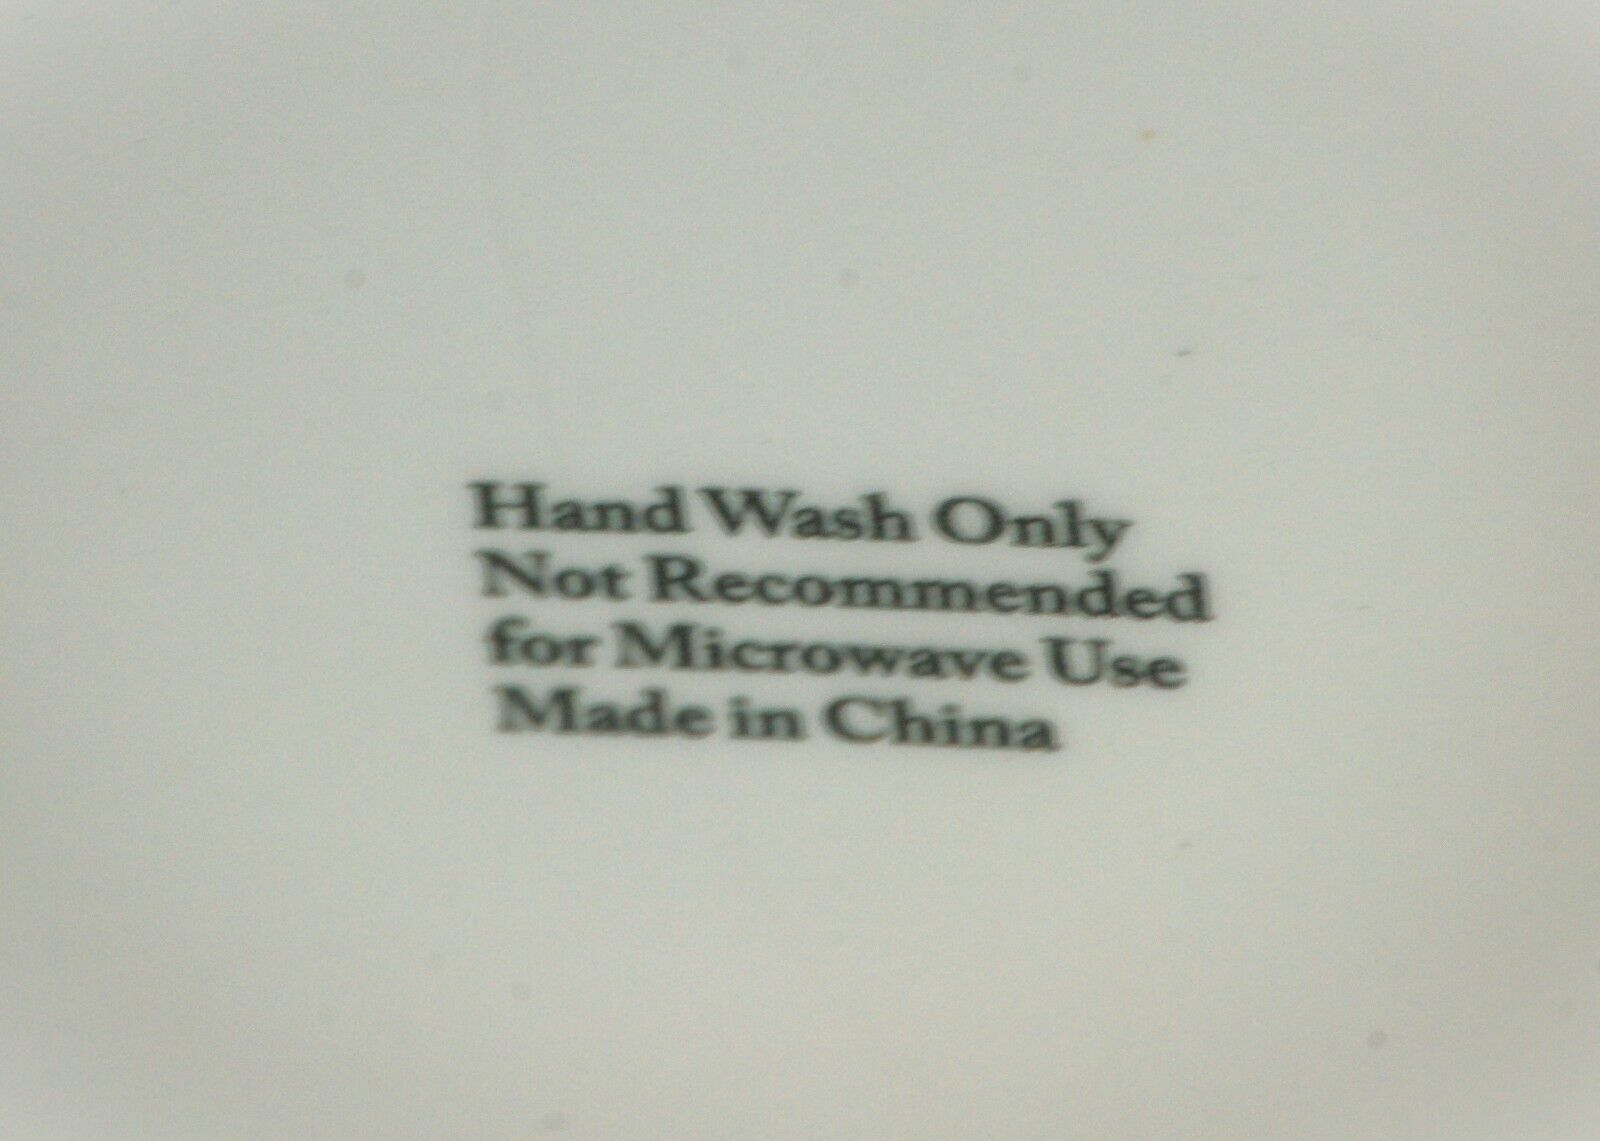 Hand Wash Only
Not Recommended
for Microwave Use
Made in China